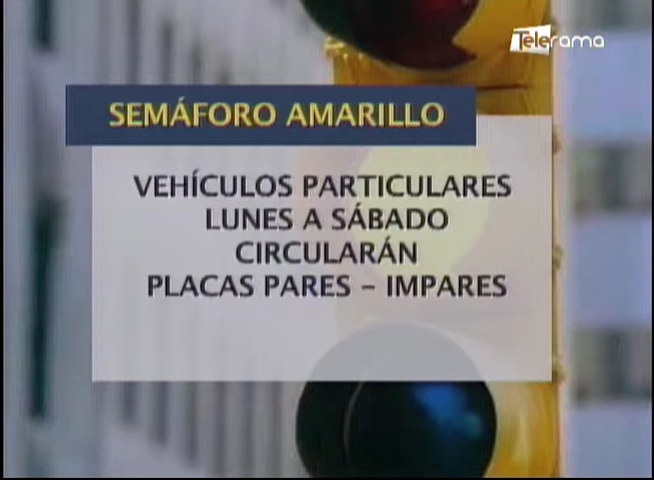 Telerama
SEMÁFORO AMARILLO
VEHÍCULOS PARTICULARES
LUNES A SÁBADO
CIRCULARÁN
PLACAS PARES – IMPARES